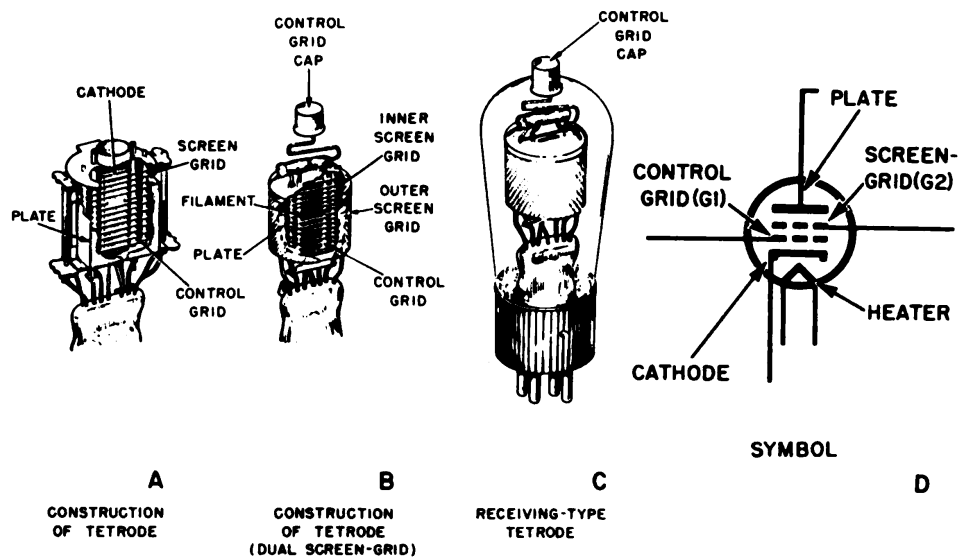 CATHODE
SCREEN
GRID
PLATE
CONTROL
GRID
A
CONSTRUCTION
OF TETRODE
CONTROL
GRID
CAP
INNER
SCREEN
GRID
FILAMENT
OUTER
SCREEN
GRID
PLATE
CONTROL
GRID
B
CONSTRUCTION
OF TETRODE
(DUAL SCREEN-GRID)
CONTROL
GRID
CAP
C
RECEIVING-TYPE
TETRODE
PLATE
CONTROL
GRID (G1)
SCREEN-
GRID(G2)
HEATER
CATHODE
SYMBOL
D